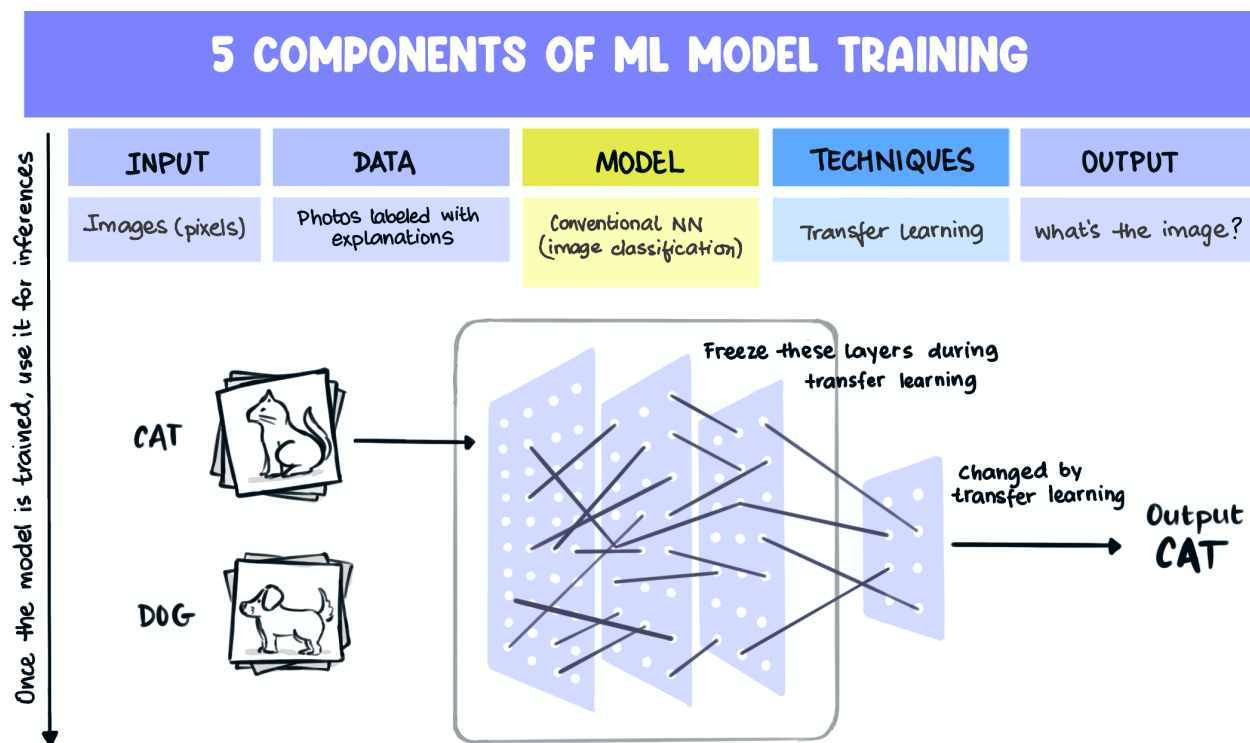 5 COMPONENTS OF ML MODEL TRAINING
Once the model is trained, use it for inferences
INPUT
DATA
MODEL
TECHNIQUES
OUTPUT
Images (pixels)
Photos labeled with
explanations
Conventional NN
(image classification)
Transfer learning
what's the image?
Freeze these layers during
transfer learning
CAT
Changed by
transfer learning
Output
CAT
DOG